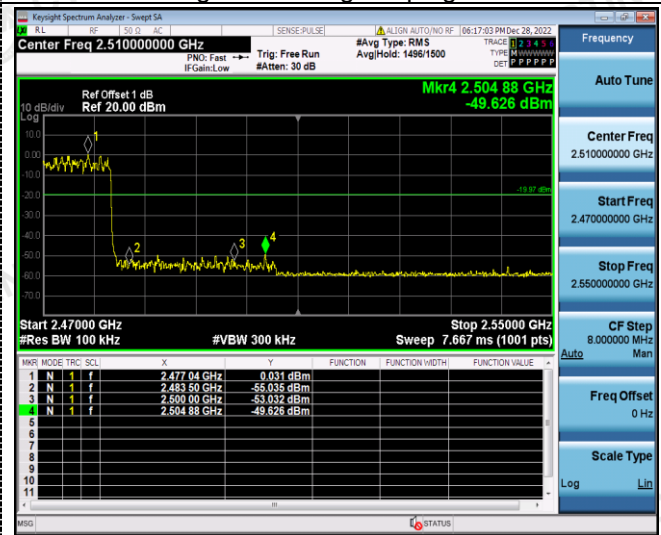 Keysight Spectrum Analyzer - Swept SA
RL RF 50 Ω AC SENSE:PULSE ALIGN AUTO/NO RF 06:17:03 PM Dec 28, 2022
Center Freq 2.510000000 GHz
PNO: Fast
IFGain:Low
Trig: Free Run
#Atten: 30 dB
#Avg Type: RMS
Avg|Hold: 1496/1500
TRACE 1 2 3 4 5 6
TYPE M WWWWW
DET P P P P P P
Frequency
Auto Tune
Center Freq
2.510000000 GHz
Start Freq
2.470000000 GHz
Stop Freq
2.550000000 GHz
CF Step
8.000000 MHz
Auto Man
Freq Offset
0 Hz
Scale Type
Log Lin
Mkr4 2.504 88 GHz
-49.626 dBm
Ref Offset 1 dB
10 dB/div Ref 20.00 dBm
Log
10.0
0.00
-10.0
-20.0
-30.0
-40.0
-50.0
-60.0
-70.0
1
2
3
4
-19.97 dBm
Start 2.47000 GHz Stop 2.55000 GHz
#Res BW 100 kHz #VBW 300 kHz Sweep 7.667 ms (1001 pts)
MKR MODE TRC SCL X Y FUNCTION FUNCTION WIDTH FUNCTION VALUE
1 N 1 f 2.477 04 GHz 0.031 dBm
2 N 1 f 2.483 50 GHz -55.035 dBm
3 N 1 f 2.500 00 GHz -53.032 dBm
4 N 1 f 2.504 88 GHz -49.626 dBm
5
6
7
8
9
10
11
MSG STATUS